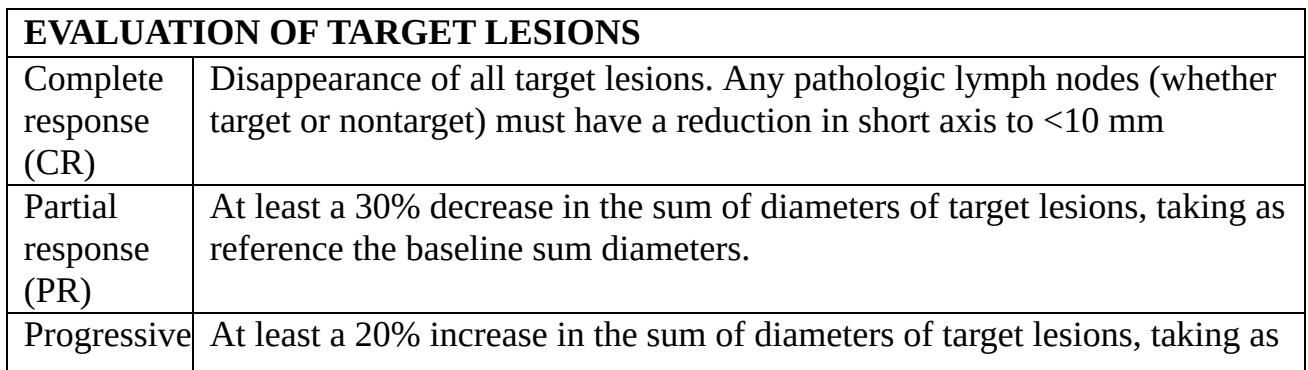 EVALUATION OF TARGET LESIONS
Complete response (CR)
Disappearance of all target lesions. Any pathologic lymph nodes (whether
target or nontarget) must have a reduction in short axis to <10 mm
Partial response (PR)
At least a 30% decrease in the sum of diameters of target lesions, taking as
reference the baseline sum diameters.
Progressive
At least a 20% increase in the sum of diameters of target lesions, taking as